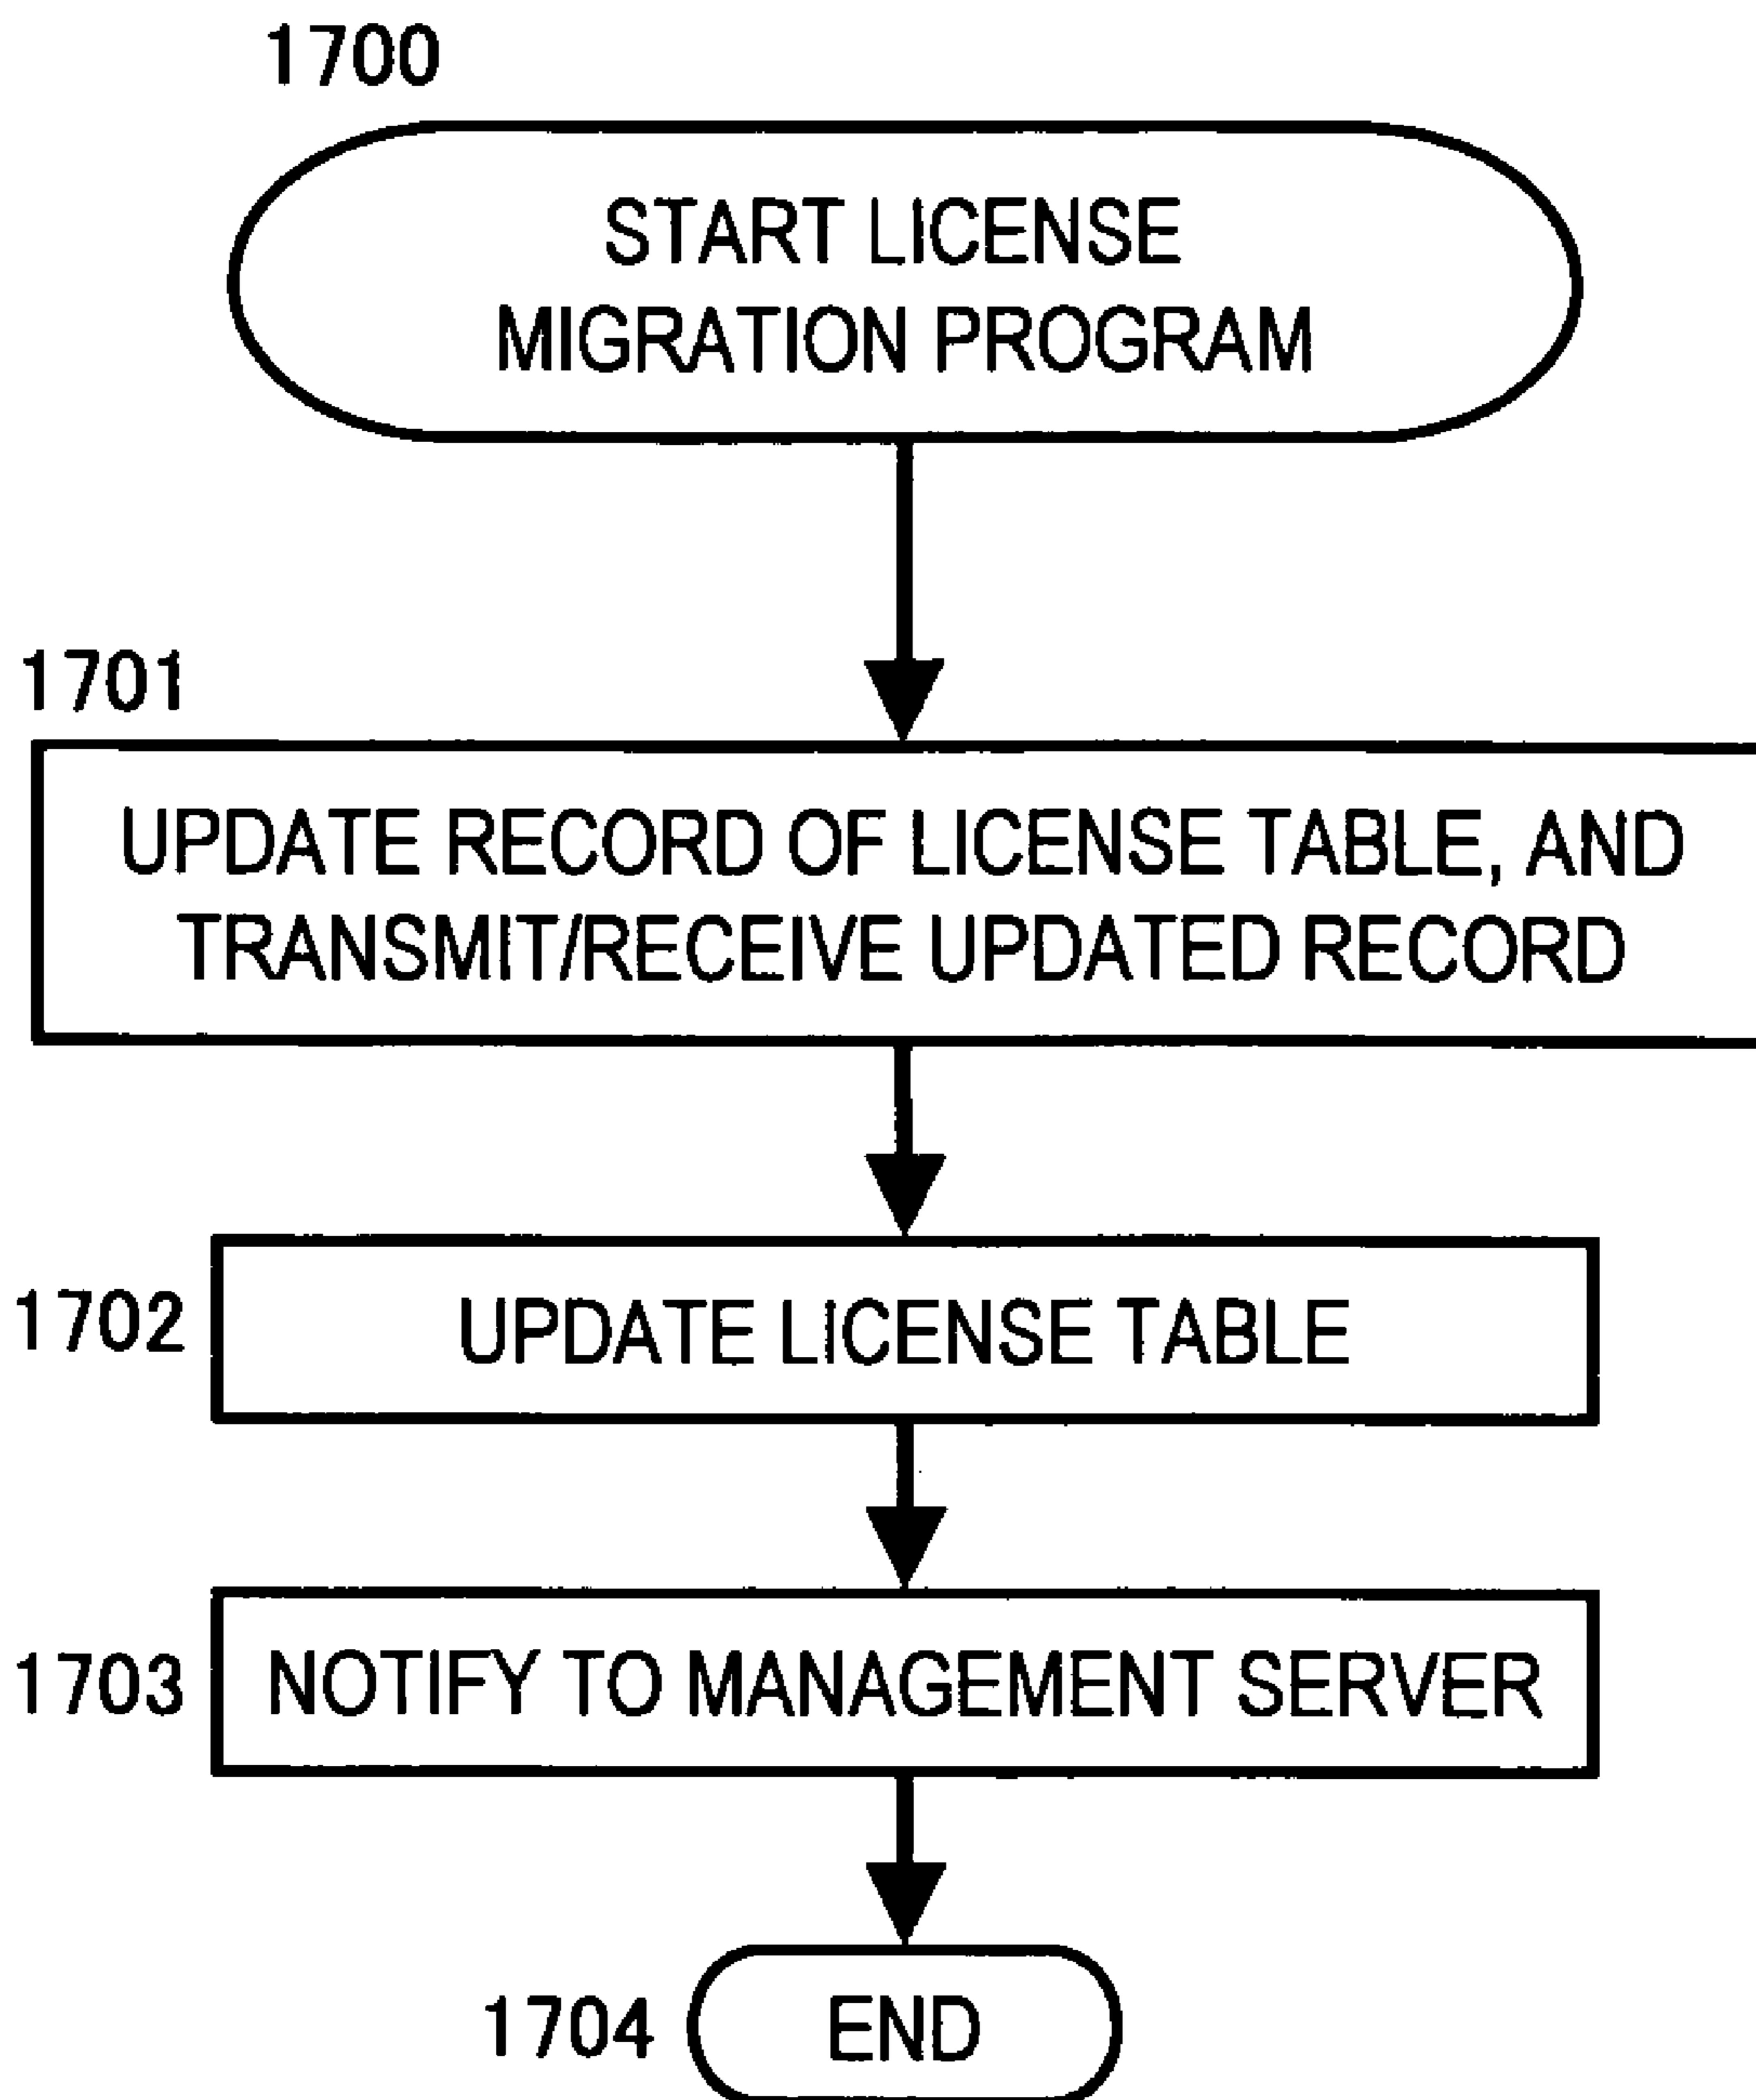 1700
START LICENSE
MIGRATION PROGRAM
1701
UPDATE RECORD OF LICENSE TABLE, AND
TRANSMIT/RECEIVE UPDATED RECORD
1702
UPDATE LICENSE TABLE
1703
NOTIFY TO MANAGEMENT SERVER
1704
END